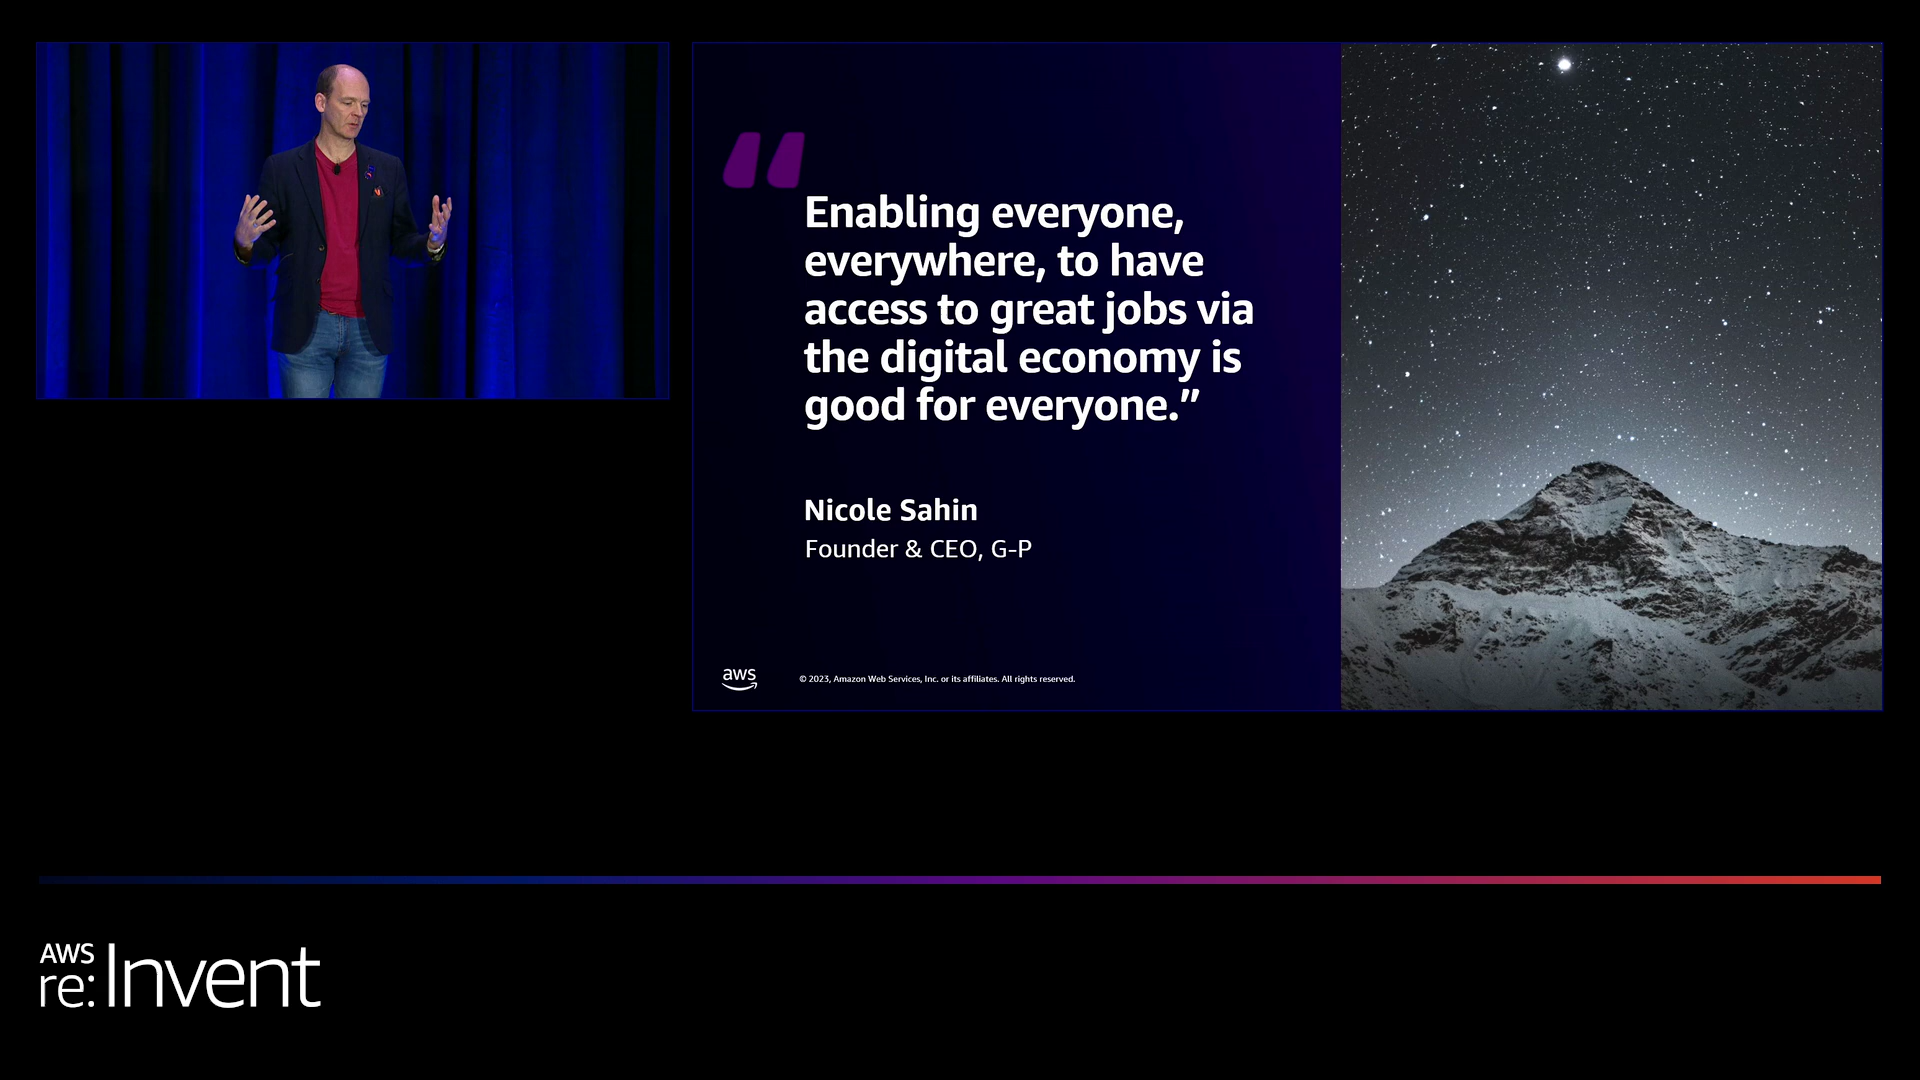 Enabling everyone,
everywhere, to have
access to great jobs via
the digital economy is
good for everyone.”
Nicole Sahin
Founder & CEO, G-P
aws
© 2023, Amazon Web Services, Inc. or its affiliates. All rights reserved.
AWS
re:Invent